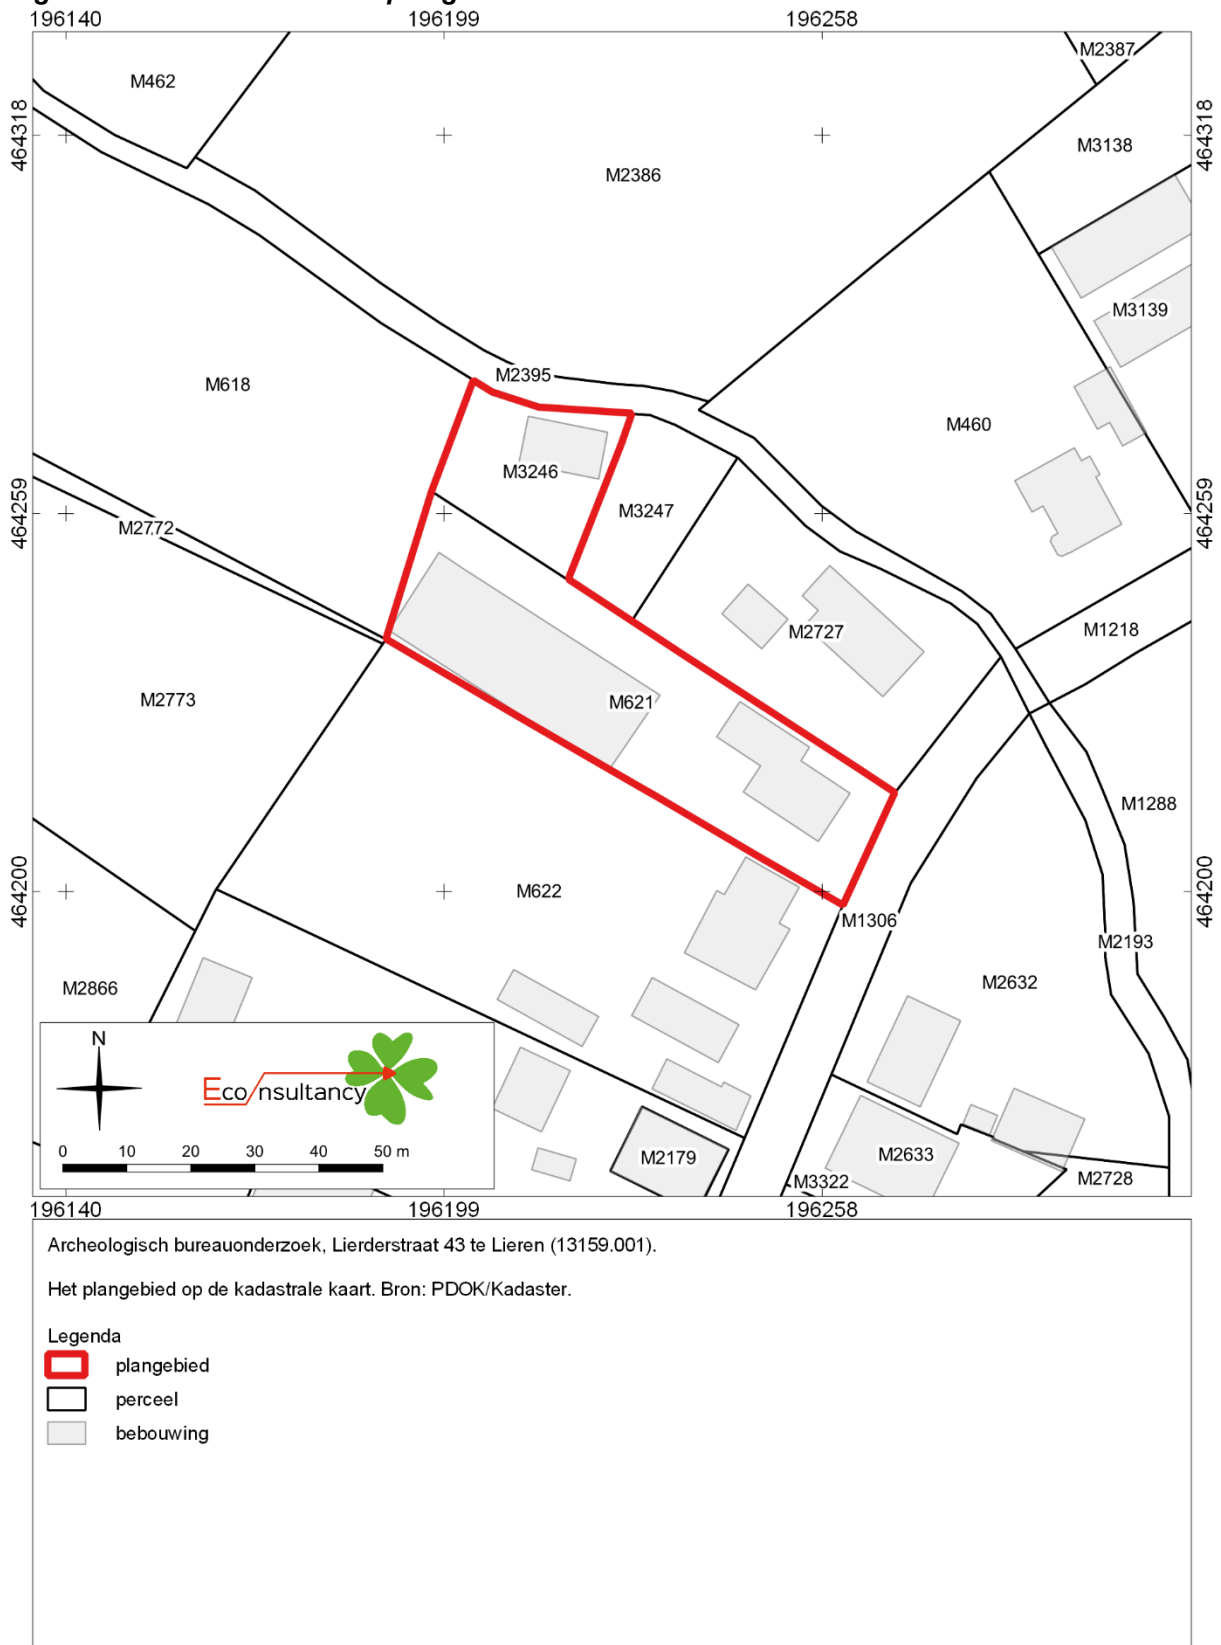 196140 196199 196258
M462
M2387
464318 464318
M3138
M2386
M3139
M2395
M618
M460
M3246
M3247
464259 464259
M2772
M2727
M1218
M2773
M621
M1288
464200 464200
M622
M1306
M2193
M2866
M2632
N
Econsultancy
0 10 20 30 40 50 m
M2179
M2633
M3322
M2728
196140 196199 196258
Archeologisch bureauonderzoek, Lierderstraat 43 te Lieren (13159.001).
Het plangebied op de kadastrale kaart. Bron: PDOK/Kadaster.
Legenda
plangebied
perceel
bebouwing